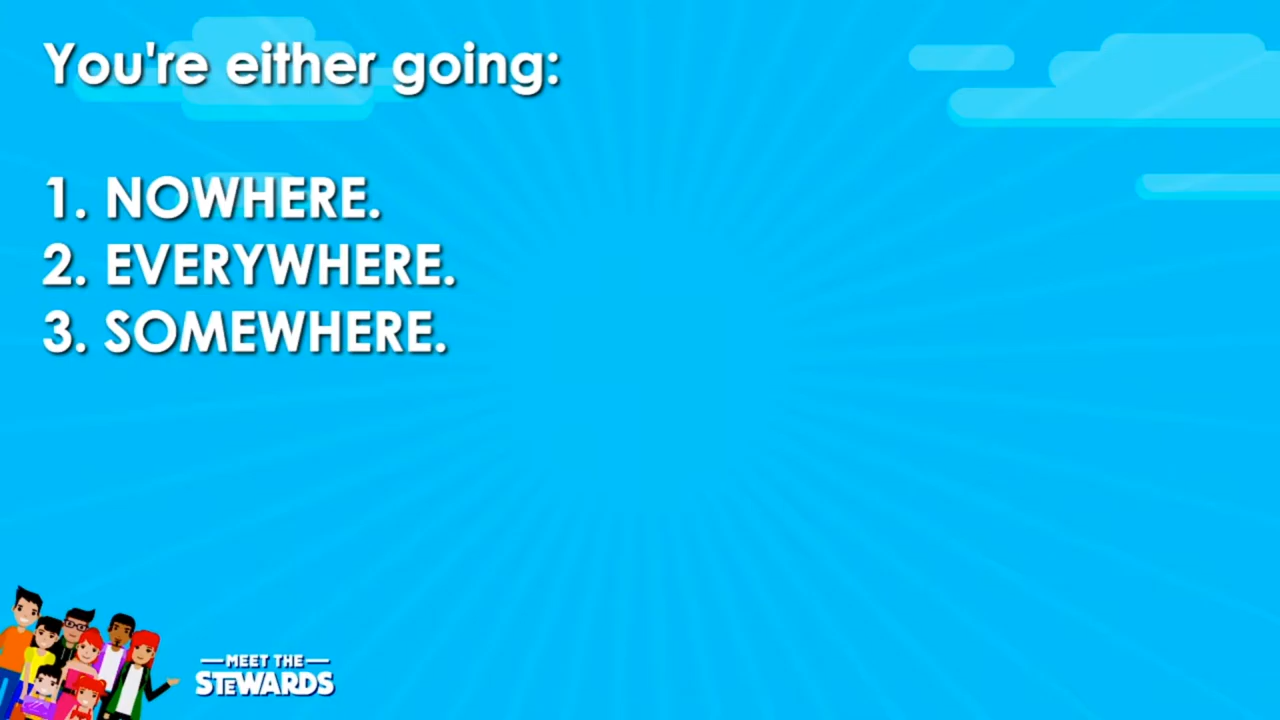 You're either going:
1. NOWHERE.
2. EVERYWHERE.
3. SOMEWHERE.
MEET THE
STEWARDS